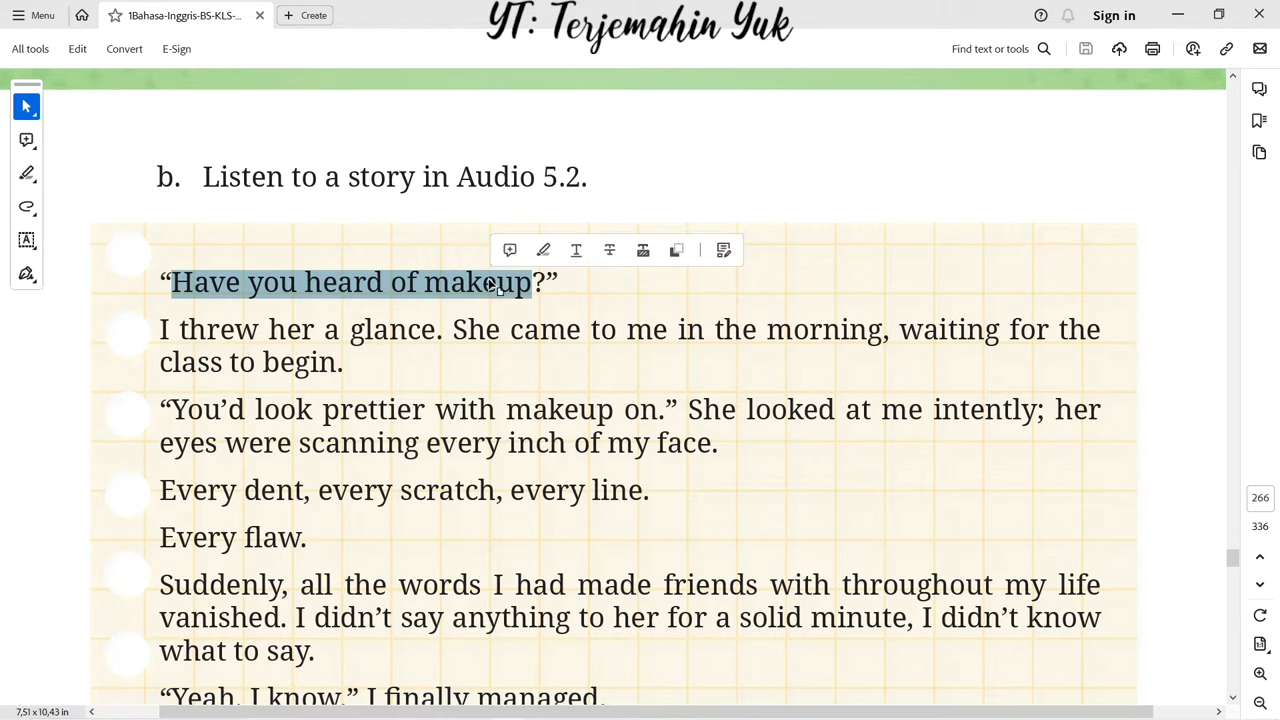 Menu
1Bahasa-Inggris-BS-KLS-...
Create
YT: Terjemahin Yuk
Sign in
All tools Edit Convert E-Sign
Find text or tools
b. Listen to a story in Audio 5.2.
“Have you heard of makeup?”
I threw her a glance. She came to me in the morning, waiting for the
class to begin.
“You’d look prettier with makeup on.” She looked at me intently; her
eyes were scanning every inch of my face.
Every dent, every scratch, every line.
Every flaw.
Suddenly, all the words I had made friends with throughout my life
vanished. I didn’t say anything to her for a solid minute, I didn’t know
what to say.
“Yeah, I know.” I finally managed.
266
336
7,51 x 10,43 in